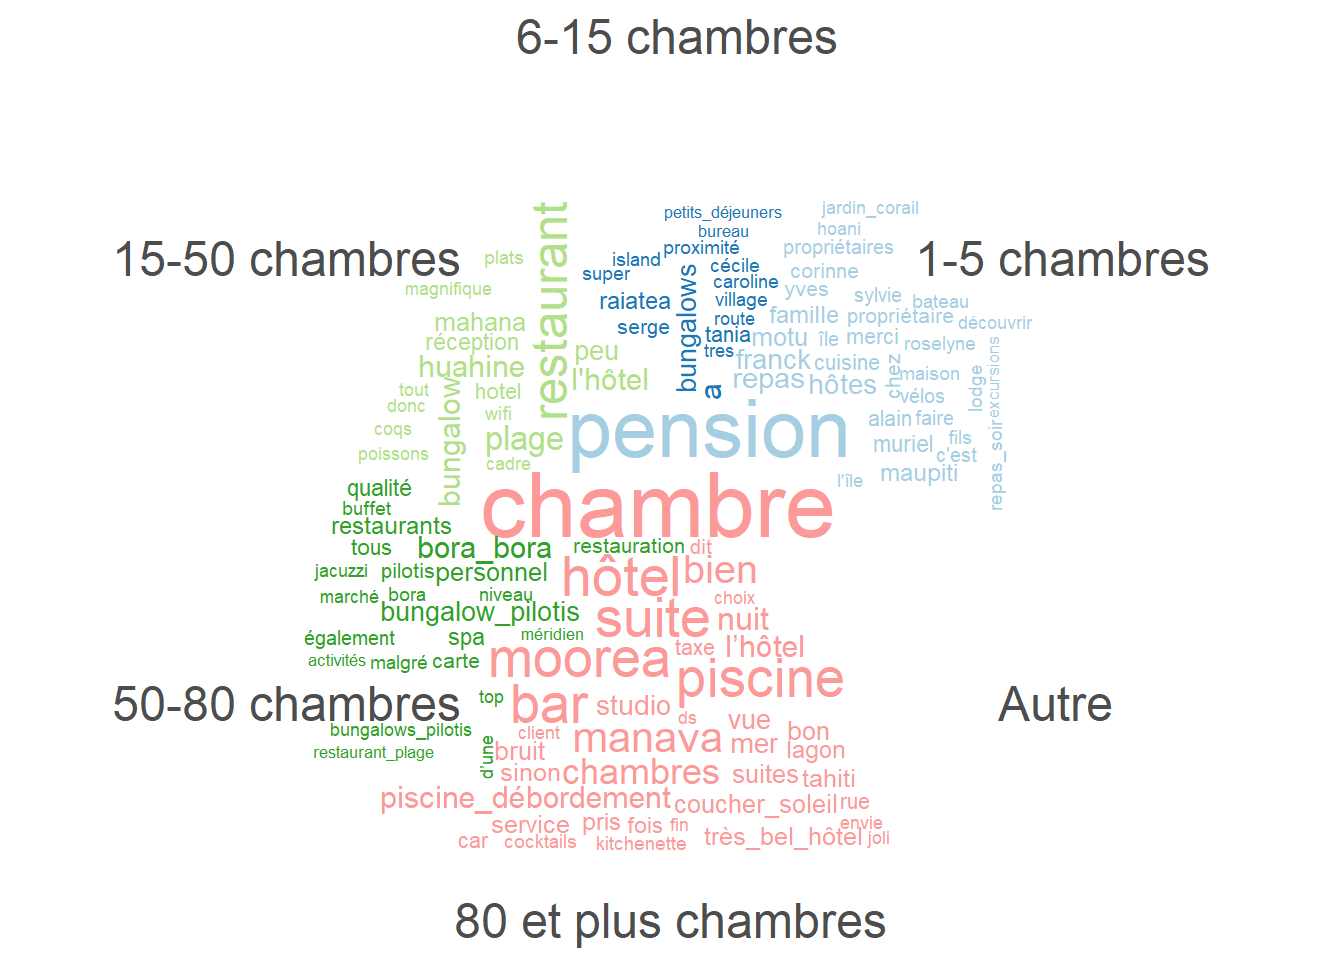 6-15 chambres
15-50 chambres
1-5 chambres
petits_déjeuners
jardin_corail
bureau
hoani
proximité
propriétaires
plats
island
super
cécile
corinne
magnifique
raiatea
bungalows
caroline
yves
sylvie
village
bateau
restaurant
mahana
serge
route
famille
propriétaire
découvrir
réception
tania
motu
île
merci
roselyne
huahine
peu
tres
franck
cuisine
chez
maison
lodge
excursions
tout
hotel
l'hôtel
a
repas
hôtes
vélos
donc
wifi
bungalow
coqs
plage
pension
alain
faire
muriel
fils
c'est
repas_soir
poissons
cadre
maupiti
l'île
qualité
buffet
chambre
restaurants
tous
bora_bora
restauration
dit
jacuzzi
pilotis
personnel
hôtel
bien
marché
bora
niveau
choix
bungalow_pilotis
suite
nuit
également
spa
méridien
taxe
l’hôtel
activités
malgré
carte
moorea
piscine
50-80 chambres
top
bar
studio
ds
vue
Autre
bungalows_pilotis
client
manava
bon
restaurant_plage
d’une
bruit
mer
lagon
sinon
chambres
suites
tahiti
piscine_débordement
coucher_soleil
rue
service
pris
fois
fin
envie
car
cocktails
kitchenette
très_bel_hôtel
joli
80 et plus chambres